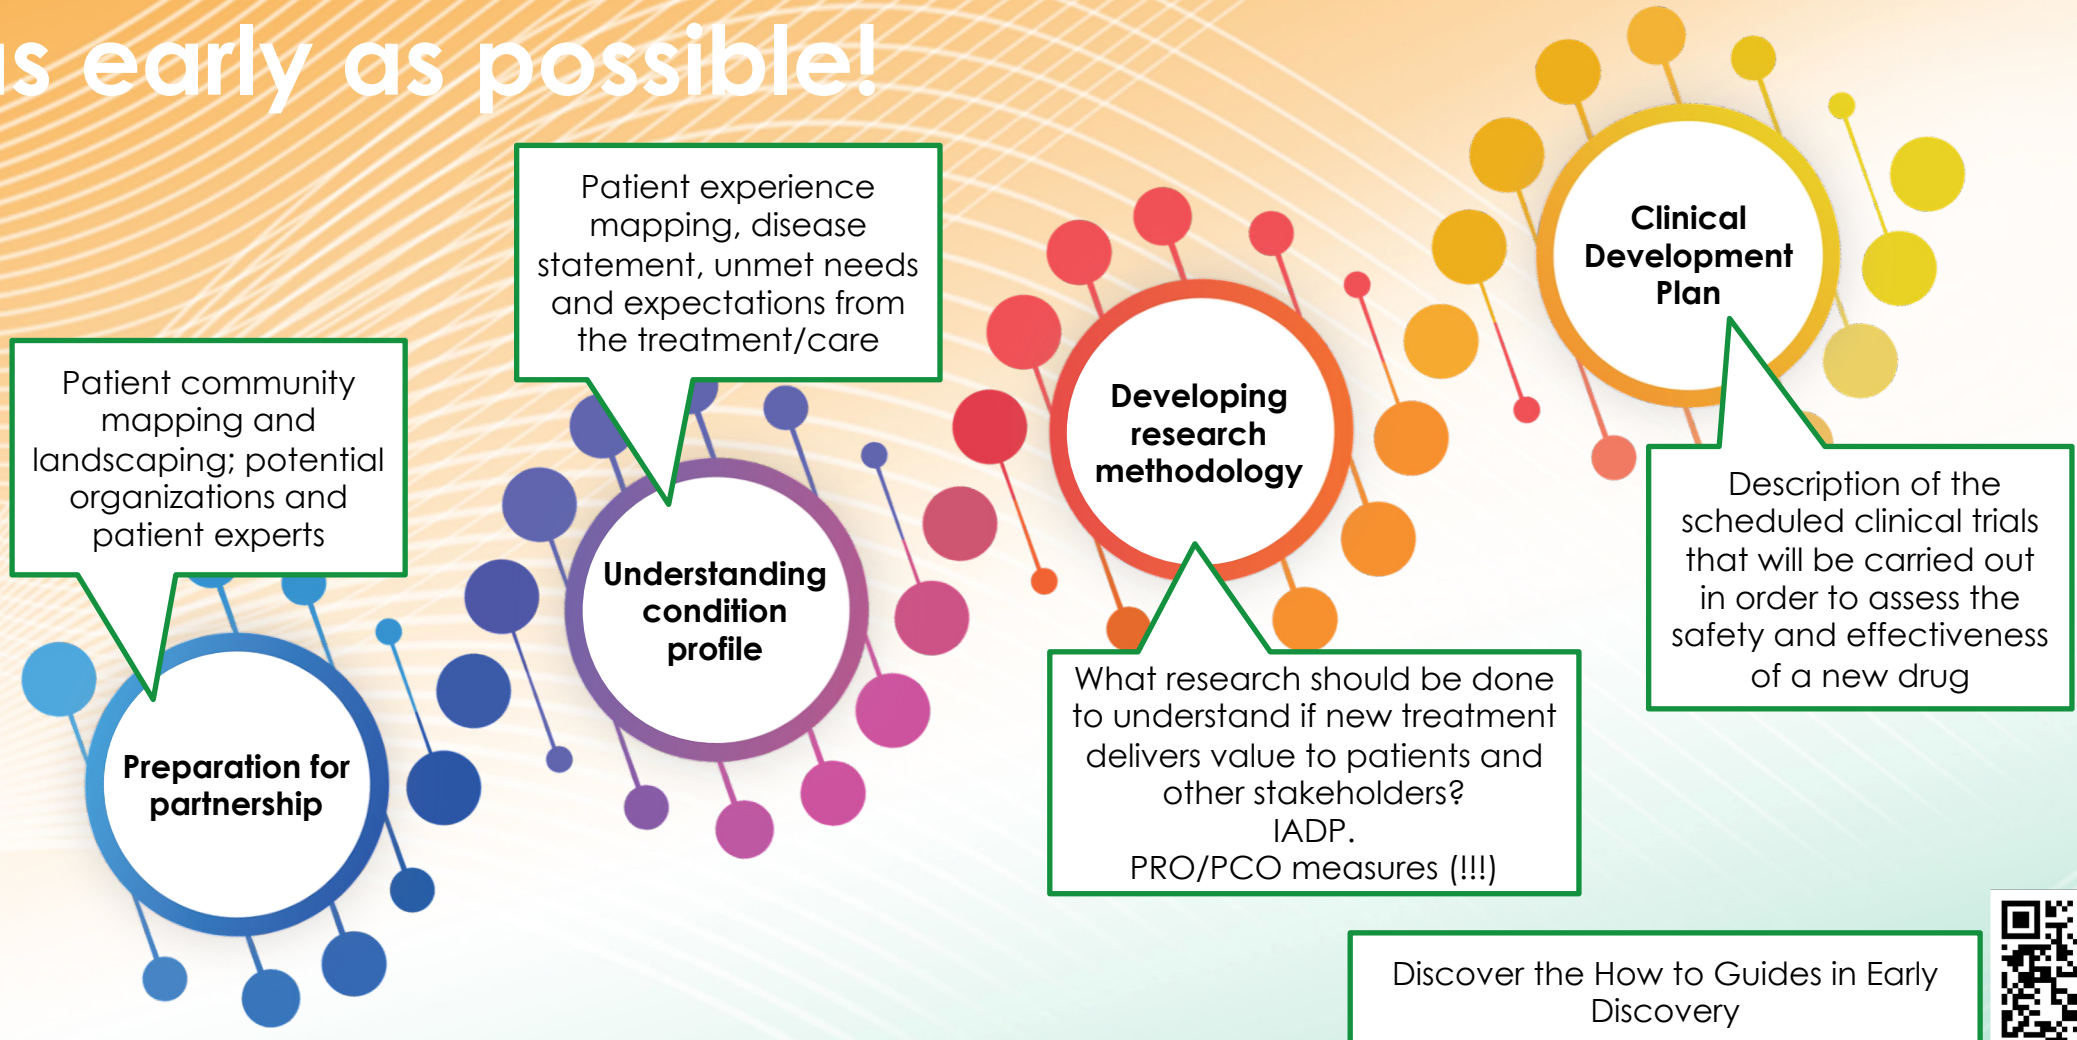 as early as possible!
Patient community
mapping and
landscaping; potential
organizations and
patient experts
Preparation for
partnership
Patient experience
mapping, disease
statement, unmet needs
and expectations from
the treatment/care
Understanding
condition
profile
Developing
research
methodology
What research should be done
to understand if new treatment
delivers value to patients and
other stakeholders?
IADP.
PRO/PCO measures (!!!)
Clinical
Development
Plan
Description of the
scheduled clinical trials
that will be carried out
in order to assess the
safety and effectiveness
of a new drug
Discover the How to Guides in Early
Discovery